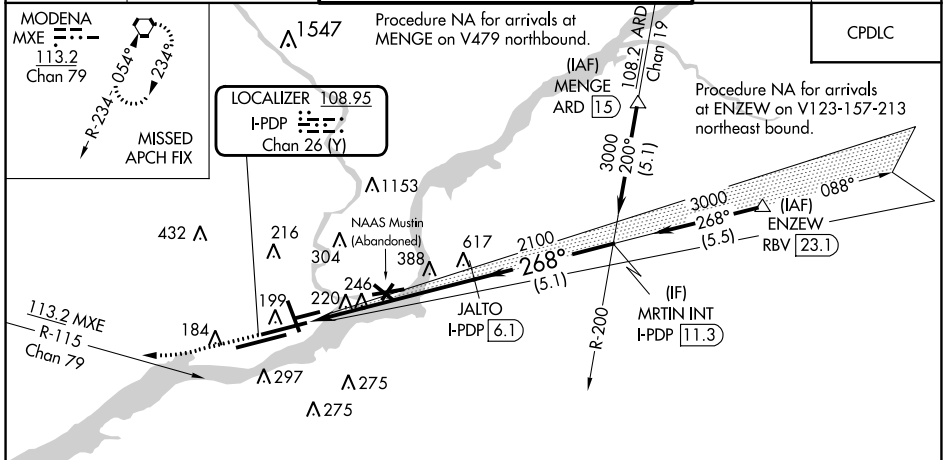 MODENA
MXE
113.2
Chan 79
R-234
054°
234°
MISSED
APCH FIX
1547
Procedure NA for arrivals at
MENGE on V479 northbound.
CPDLC
LOCALIZER 108.95
I-PDP
Chan 26 (Y)
108.2 ARD
Chan 19
(IAF)
MENGE
ARD 15
Procedure NA for arrivals
at ENZEW on V123-157-213
northeast bound.
3000
200°
(5.1)
1153
NAAS Mustin
(Abandoned)
432
216
304
388
617
2100
268°
(5.1)
3000
268°
(5.5)
088°
(IAF)
ENZEW
RBV 23.1
246
220
199
184
JALTO
I-PDP 6.1
(IF)
MRTIN INT
I-PDP 11.3
R-200
113.2 MXE
R-115
Chan 79
297
275
275